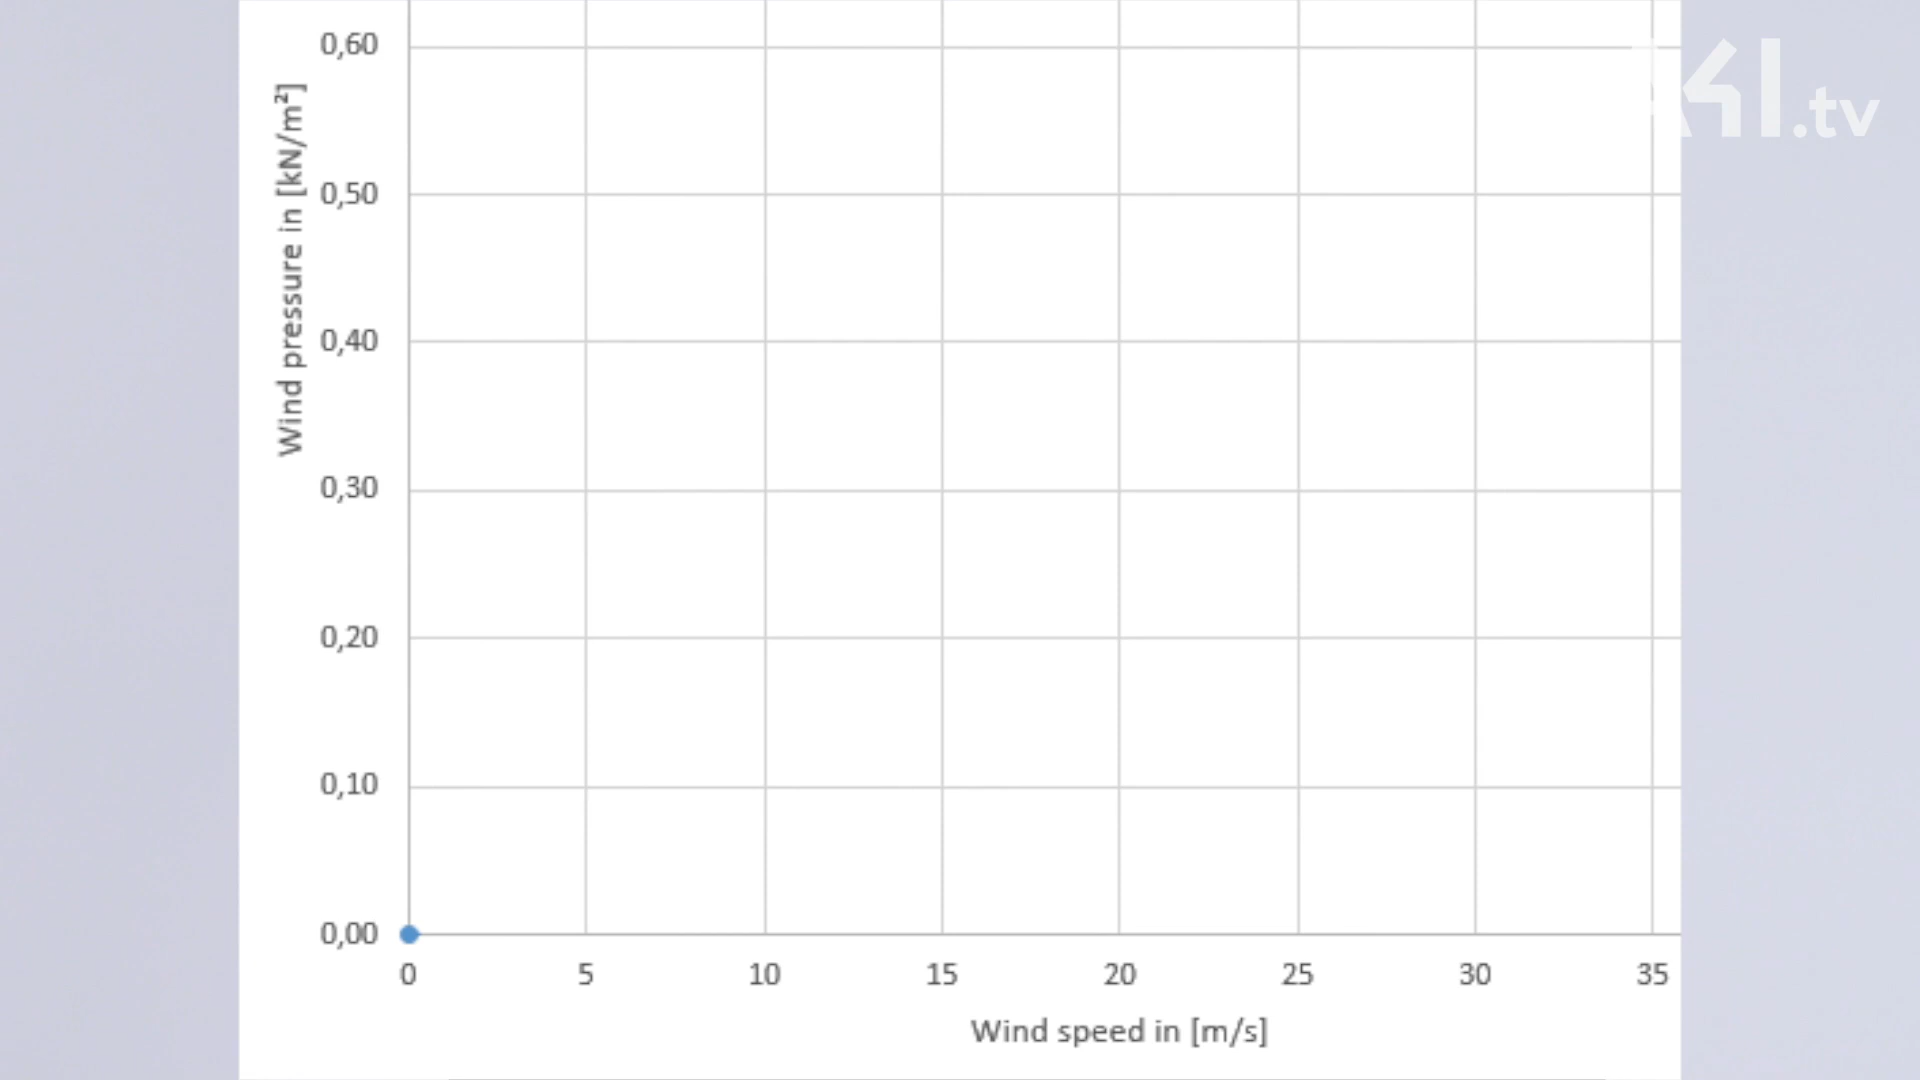 0,60
0,50
0,40
0,30
0,20
0,10
0,00
Wind pressure in [kN/m²]
0 5 10 15 20 25 30 35
Wind speed in [m/s]
.tv